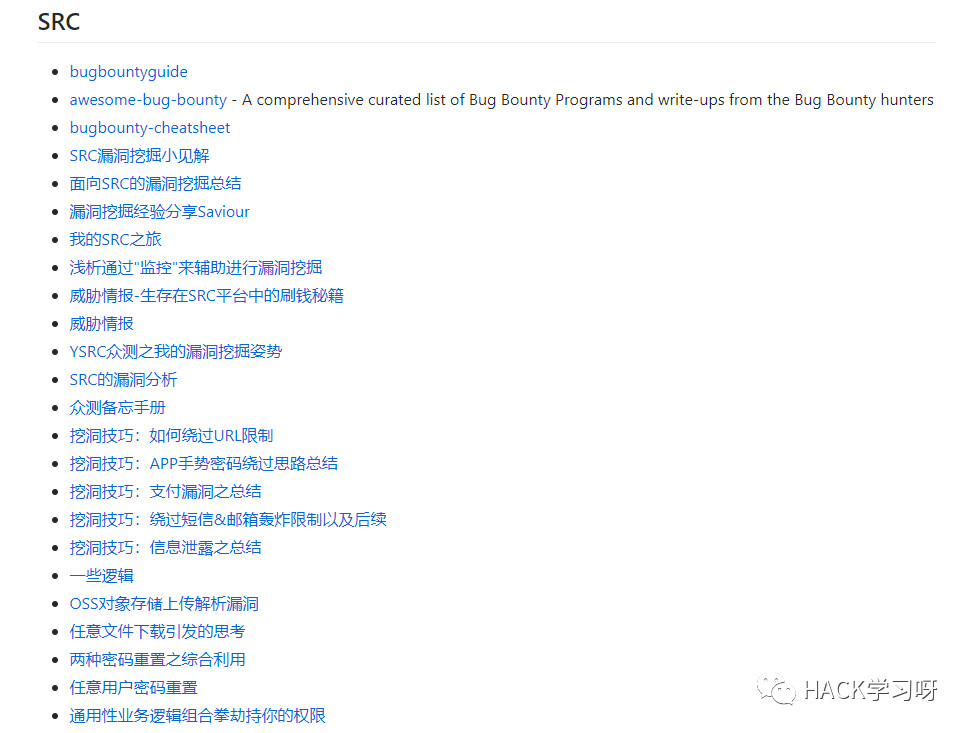 SRC
bugbountyguide
awesome-bug-bounty - A comprehensive curated list of Bug Bounty Programs and write-ups from the Bug Bounty hunters
bugbounty-cheatsheet
SRC漏洞挖掘小见解
面向SRC的漏洞挖掘总结
漏洞挖掘经验分享Saviour
我的SRC之旅
浅析通过"监控"来辅助进行漏洞挖掘
威胁情报-生存在SRC平台中的刷钱秘籍
威胁情报
YSRC众测之我的漏洞挖掘姿势
SRC的漏洞分析
众测备忘手册
挖洞技巧：如何绕过URL限制
挖洞技巧：APP手势密码绕过思路总结
挖洞技巧：支付漏洞之总结
挖洞技巧：绕过短信&邮箱轰炸限制以及后续
挖洞技巧：信息泄露之总结
一些逻辑
OSS对象存储上传解析漏洞
任意文件下载引发的思考
两种密码重置之综合利用
任意用户密码重置
通用性业务逻辑组合拳劫持你的权限
HACK学习呀